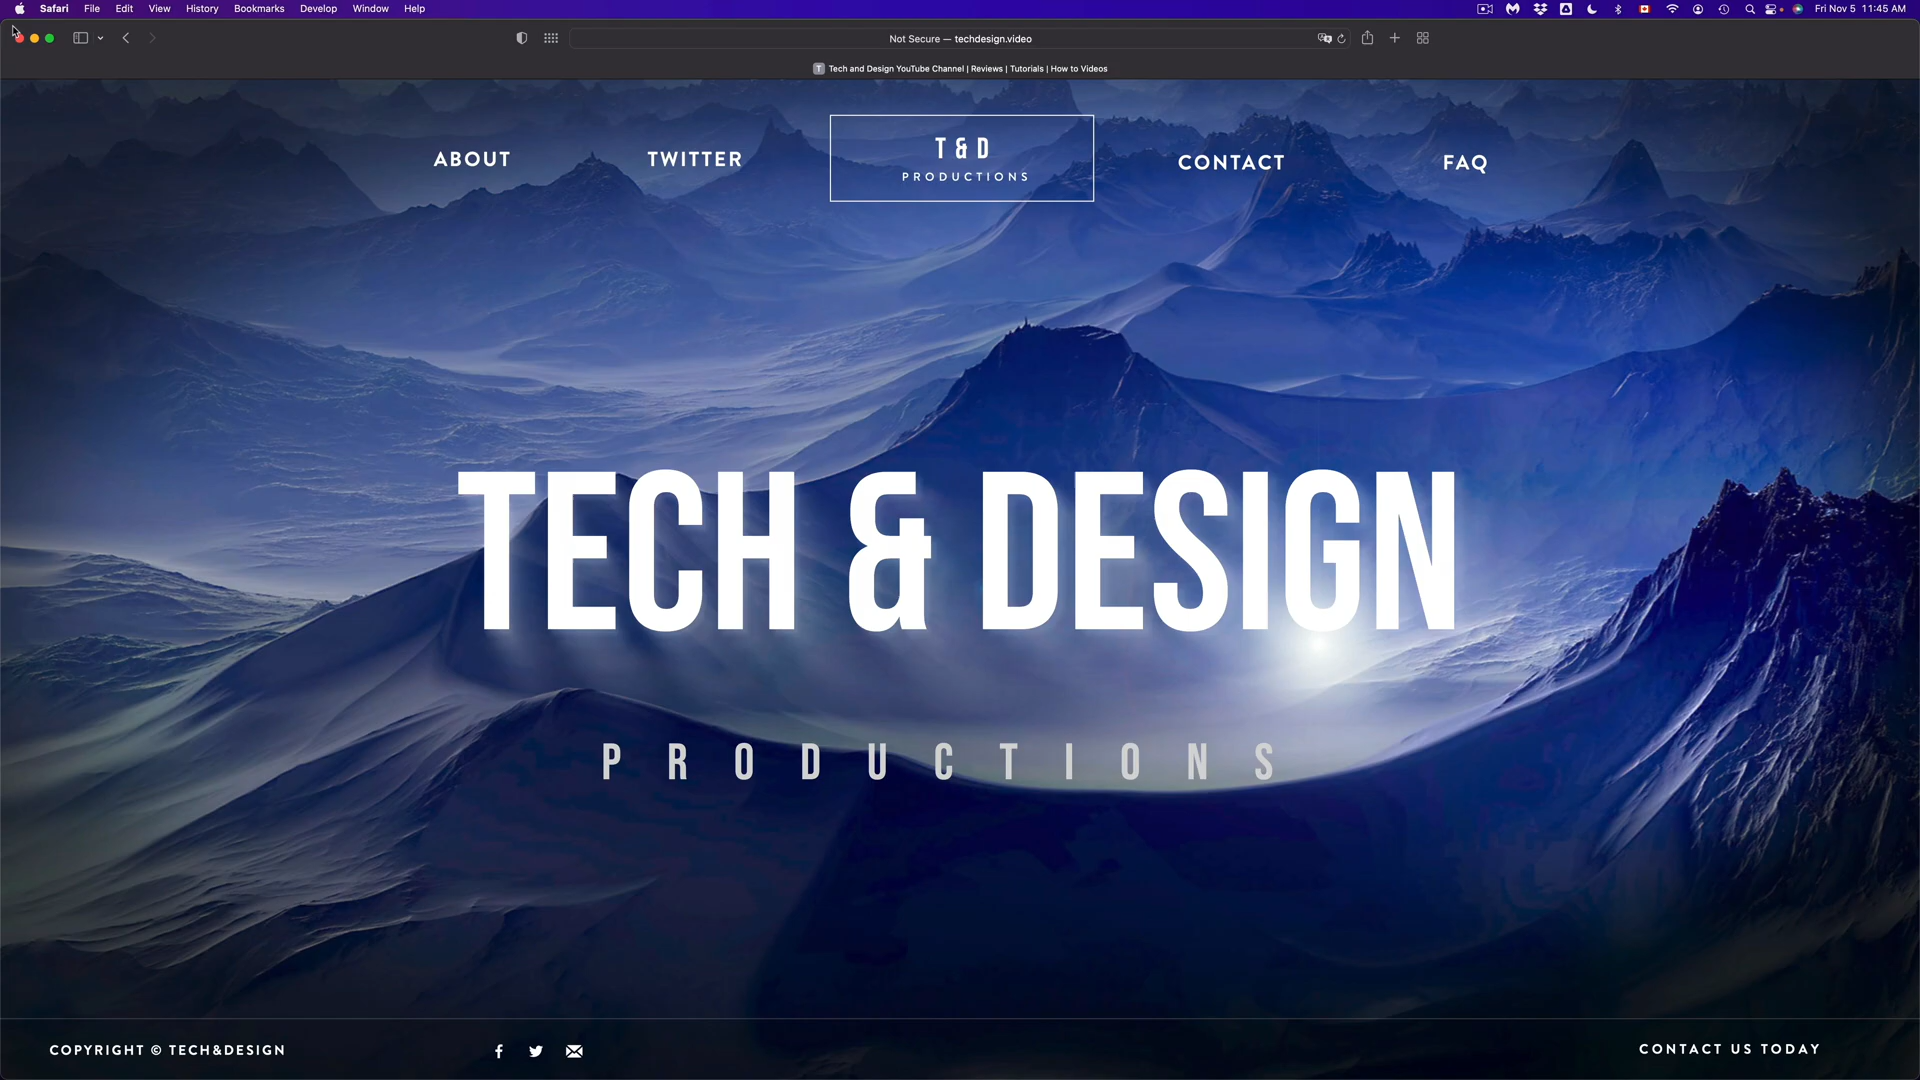 Safari File Edit View History Bookmarks Develop Window Help Fri Nov 5 11:45 AM
Not Secure — techdesign.video
T Tech and Design YouTube Channel | Reviews | Tutorials | How to Videos
ABOUT TWITTER T & D CONTACT FAQ
PRODUCTIONS
TECH & DESIGN
PRODUCTIONS
COPYRIGHT © TECH&DESIGN CONTACT US TODAY